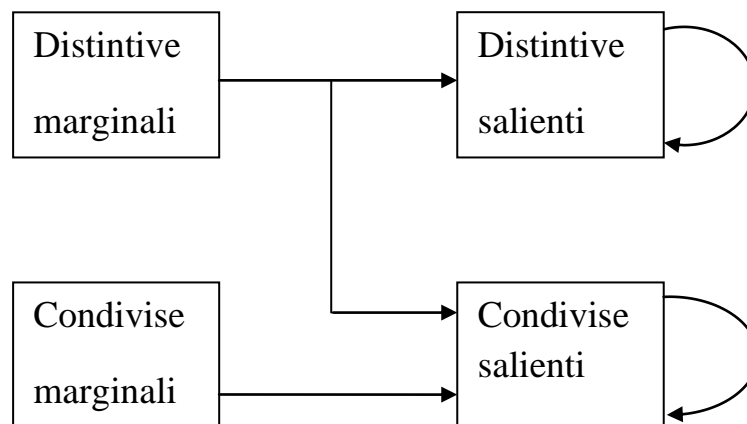 Distintive
marginali
Distintive
salienti
Condivise
marginali
Condivise
salienti